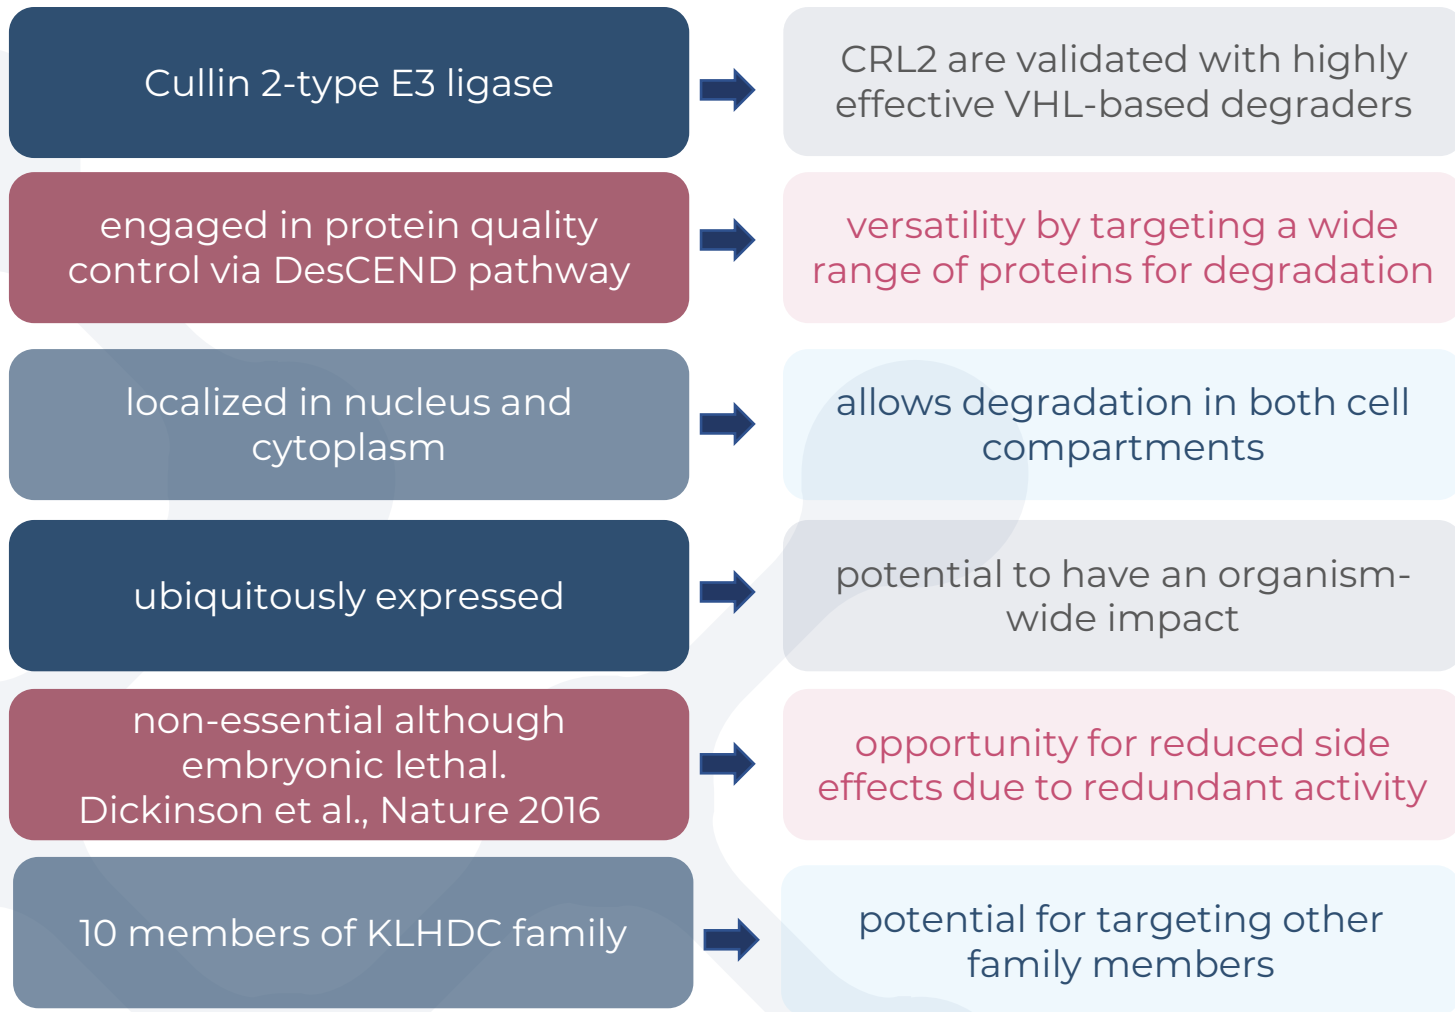 Cullin 2-type E3 ligase
CRL2 are validated with highly
effective VHL-based degraders
engaged in protein quality
control via DesCEND pathway
versatility by targeting a wide
range of proteins for degradation
localized in nucleus and
cytoplasm
allows degradation in both cell
compartments
ubiquitously expressed
potential to have an organism-
wide impact
non-essential although
embryonic lethal.
Dickinson et al., Nature 2016
opportunity for reduced side
effects due to redundant activity
10 members of KLHDC family
potential for targeting other
family members